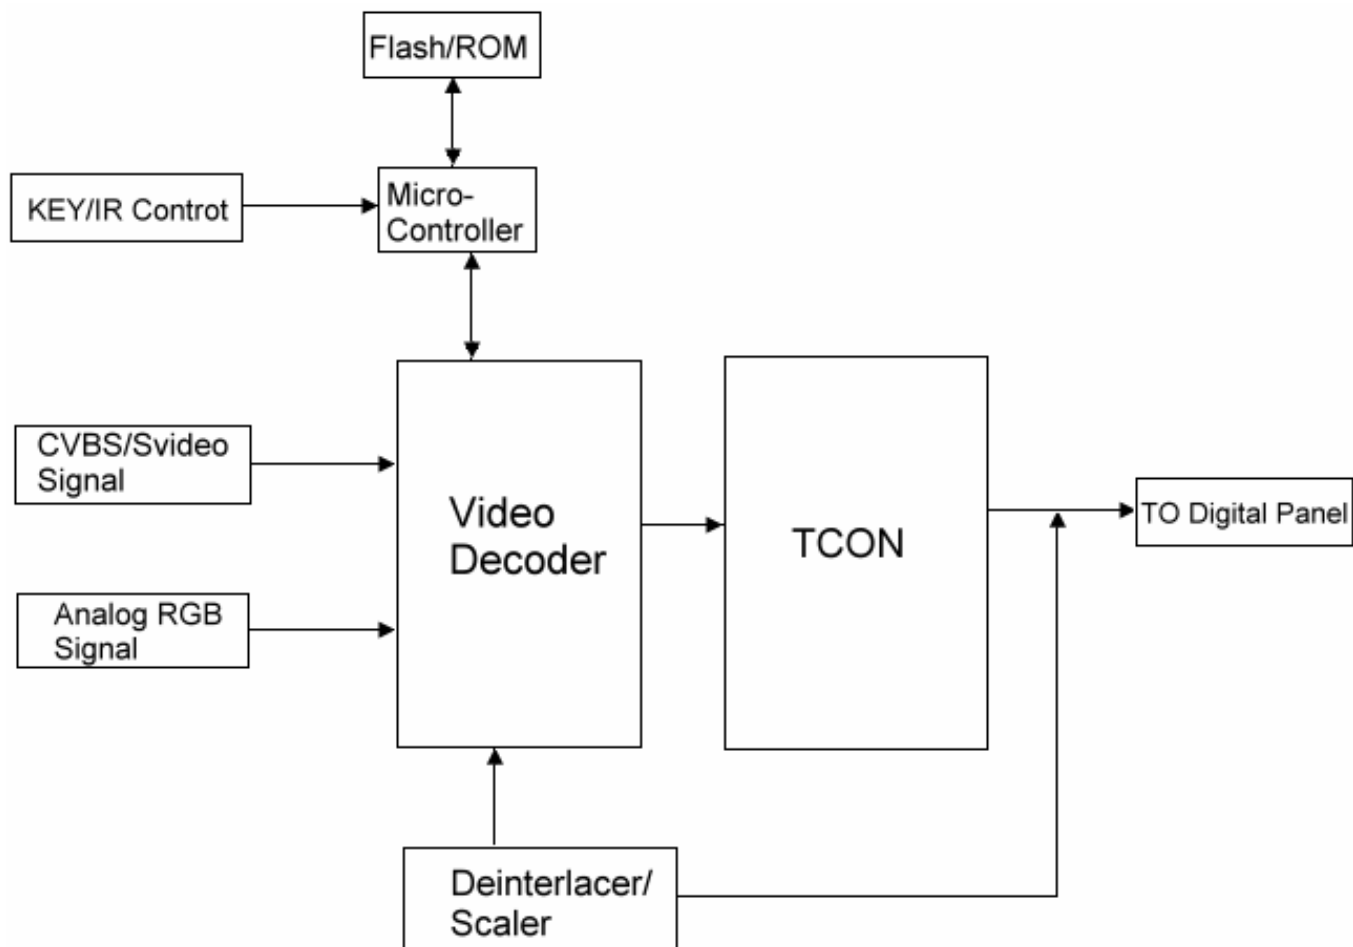 Flash/ROM
KEY/IR Controt
Micro-
Controller
CVBS/Svideo
Signal
Video
Decoder
TCON
TO Digital Panel
Analog RGB
Signal
Deinterlacer/
Scaler